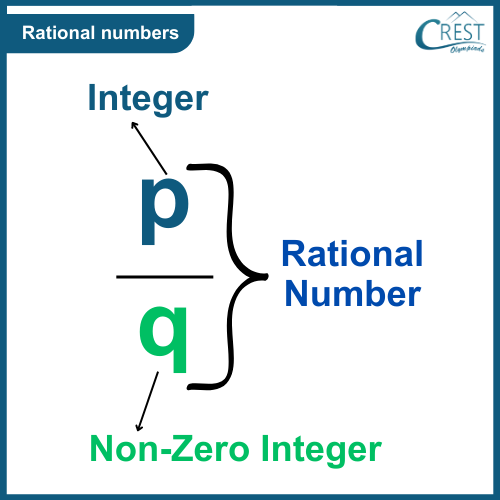 Rational numbers
CREST
Olympiads
Integer
p
q
Rational
Number
Non-Zero Integer